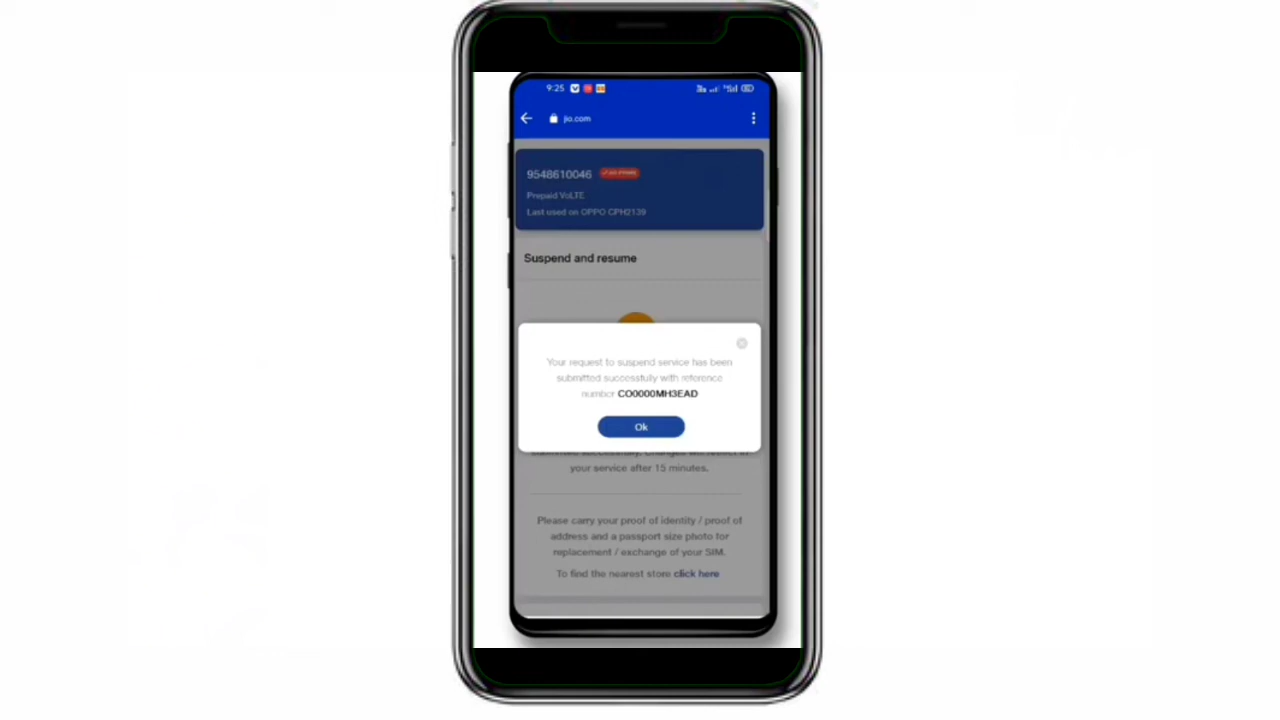 9:25
jio.com
9548610046
Prepaid VoLTE
Last used on OPPO CPH2139
Suspend and resume
Your request to suspend service has been
submitted successfully with reference
number CO0000MH3EAD
Ok
your service after 15 minutes.
Please carry your proof of identity / proof of
address and a passport size photo for
replacement / exchange of your SIM.
To find the nearest store click here